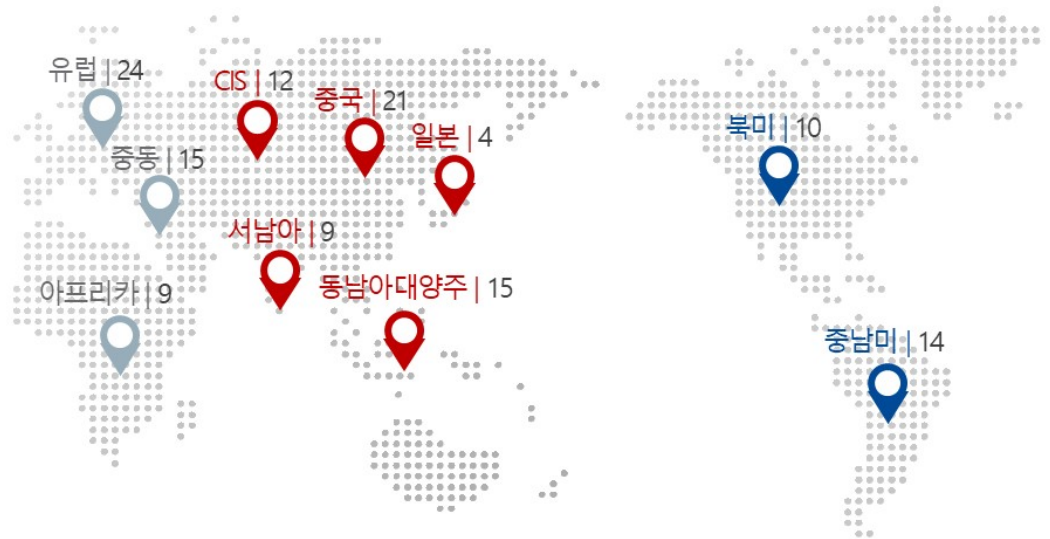 유럽 | 24
CIS | 12
중국 | 21
일본 | 4
북미 | 10
중동 | 15
서남아 | 9
아프리카 | 9
동남아대양주 | 15
중남미 | 14